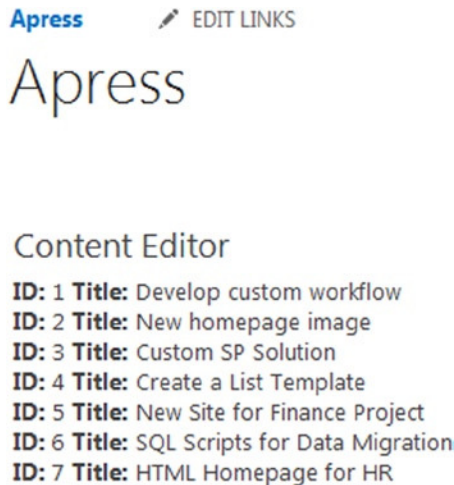 Apress EDIT LINKS
Apress
Content Editor
ID: 1 Title: Develop custom workflow
ID: 2 Title: New homepage image
ID: 3 Title: Custom SP Solution
ID: 4 Title: Create a List Template
ID: 5 Title: New Site for Finance Project
ID: 6 Title: SQL Scripts for Data Migration
ID: 7 Title: HTML Homepage for HR